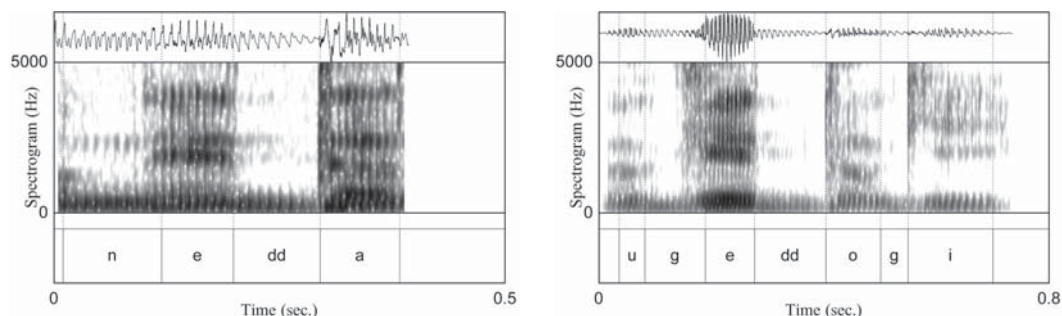 5000
Spectrogram (Hz)
0
n e dd a
0 0.5
Time (sec.)
5000
Spectrogram (Hz)
0
u g e dd o g i
0 0.8
Time (sec.)